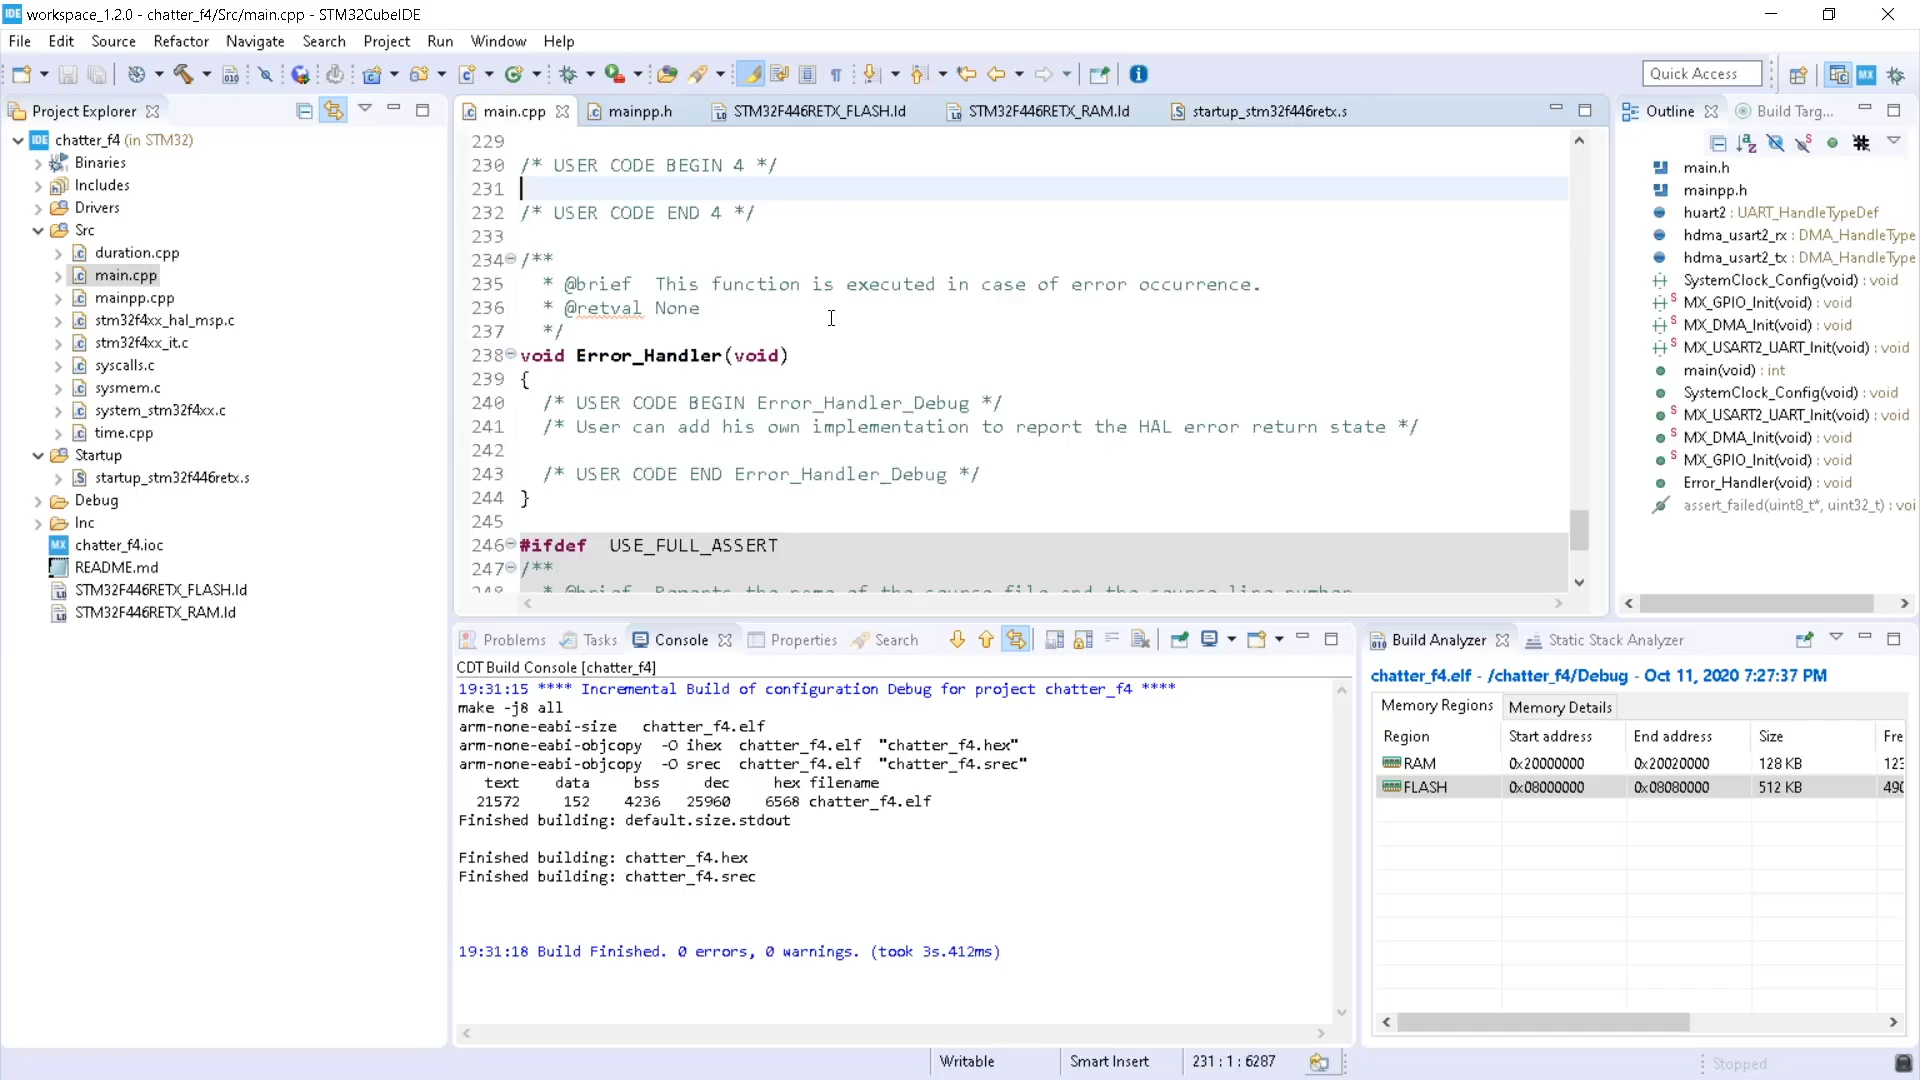 workspace_1.2.0 - chatter_f4/Src/main.cpp - STM32CubeIDE
File Edit Source Refactor Navigate Search Project Run Window Help
Quick Access
Project Explorer
chatter_f4 (in STM32)
Binaries
Includes
Drivers
Src
duration.cpp
main.cpp
mainpp.cpp
stm32f4xx_hal_msp.c
stm32f4xx_it.c
syscalls.c
sysmem.c
system_stm32f4xx.c
time.cpp
Startup
startup_stm32f446retx.s
Debug
Inc
chatter_f4.ioc
README.md
STM32F446RETX_FLASH.ld
STM32F446RETX_RAM.ld
main.cpp mainpp.h STM32F446RETX_FLASH.ld STM32F446RETX_RAM.ld startup_stm32f446retx.s
229
230 /* USER CODE BEGIN 4 */
231
232 /* USER CODE END 4 */
233
234 /**
235 * @brief  This function is executed in case of error occurrence.
236 * @retval None
237 */
238 void Error_Handler(void)
239 {
240 /* USER CODE BEGIN Error_Handler_Debug */
241 /* User can add his own implementation to report the HAL error return state */
242
243 /* USER CODE END Error_Handler_Debug */
244 }
245
246 #ifdef  USE_FULL_ASSERT
247 /**
248 * @brief  Reports the name of the source file and the source line number
Outline Build Targ...
main.h
mainpp.h
huart2 : UART_HandleTypeDef
hdma_usart2_rx : DMA_HandleType
hdma_usart2_tx : DMA_HandleType
SystemClock_Config(void) : void
MX_GPIO_Init(void) : void
MX_DMA_Init(void) : void
MX_USART2_UART_Init(void) : void
main(void) : int
SystemClock_Config(void) : void
MX_USART2_UART_Init(void) : void
MX_DMA_Init(void) : void
MX_GPIO_Init(void) : void
Error_Handler(void) : void
assert_failed(uint8_t*, uint32_t) : voi
Problems Tasks Console Properties Search
CDT Build Console [chatter_f4]
19:31:15 **** Incremental Build of configuration Debug for project chatter_f4 ****
make -j8 all
arm-none-eabi-size   chatter_f4.elf
arm-none-eabi-objcopy  -O ihex  chatter_f4.elf  "chatter_f4.hex"
arm-none-eabi-objcopy  -O srec  chatter_f4.elf  "chatter_f4.srec"
text data bss dec hex filename
21572 152 4236 25960 6568 chatter_f4.elf
Finished building: default.size.stdout
Finished building: chatter_f4.hex
Finished building: chatter_f4.srec
19:31:18 Build Finished. 0 errors, 0 warnings. (took 3s.412ms)
Build Analyzer Static Stack Analyzer
chatter_f4.elf - /chatter_f4/Debug - Oct 11, 2020 7:27:37 PM
Memory Regions Memory Details
Region Start address End address Size Fre
RAM 0x20000000 0x20020000 128 KB 123
FLASH 0x08000000 0x08080000 512 KB 490
Writable Smart Insert 231 : 1 : 6287 Stopped